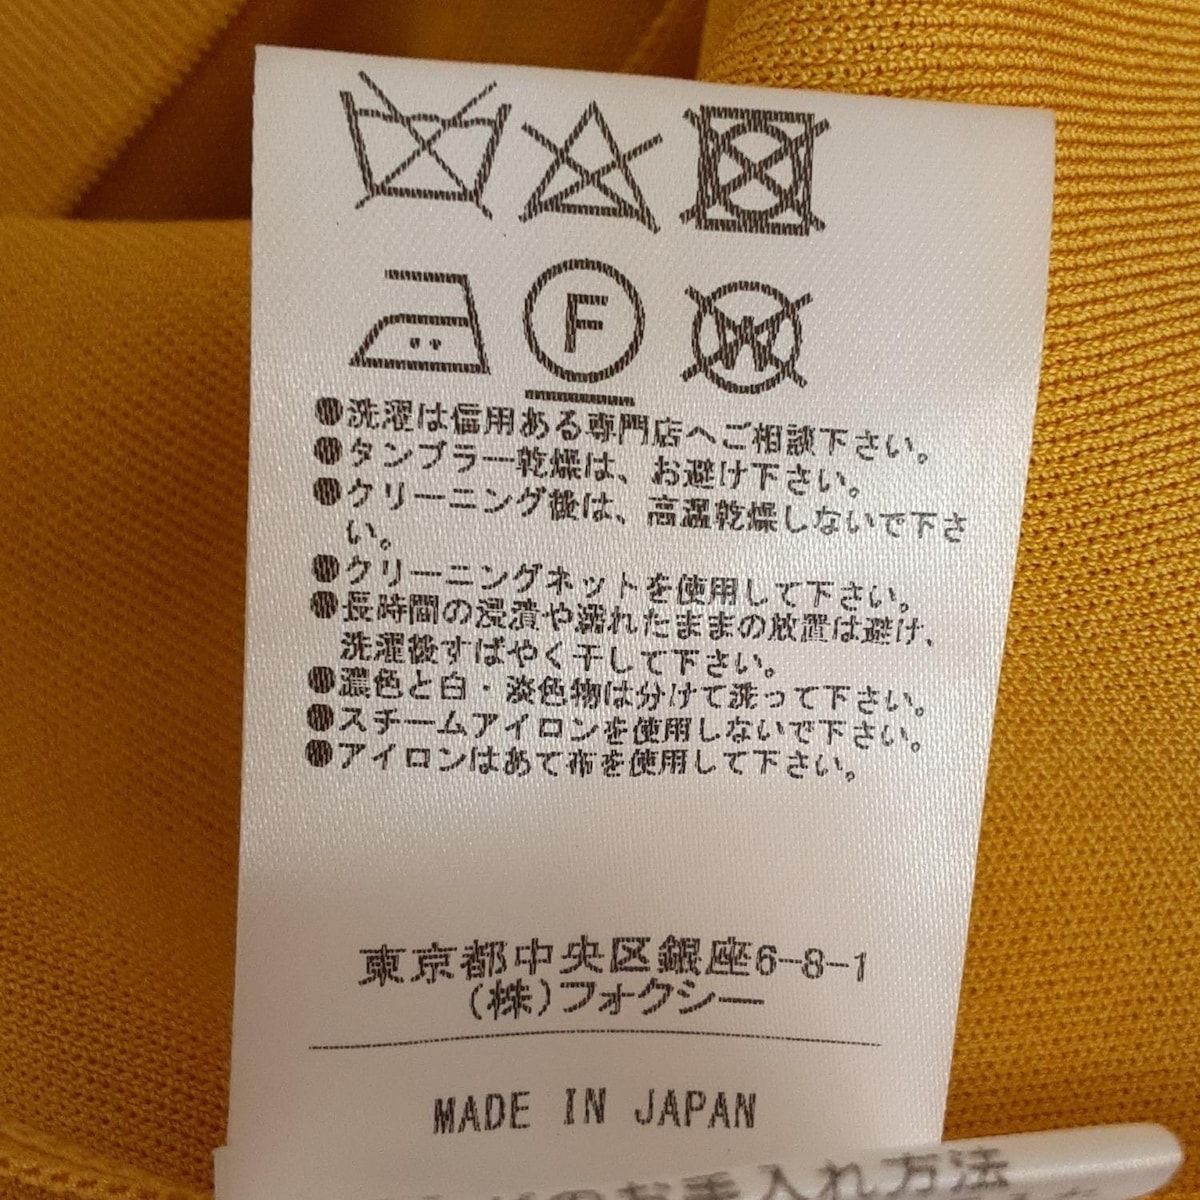 F
W
●洗濯は信用ある専門店へご相談下さい。
●タンブラー乾燥は、お避け下さい。
●クリーニング後は、高温乾燥しないで下さ
い。
●クリーニングネットを使用して下さい。
●長時間の浸漬や濡れたままの放置は避け、
洗濯後すばやく干して下さい。
●濃色と白・淡色物は分けて洗って下さい。
●スチームアイロンを使用しないで下さい。
●アイロンはあて布を使用して下さい。
東京都中央区銀座6-8-1
(株)フォクシー
MADE IN JAPAN
のお手入れ方法